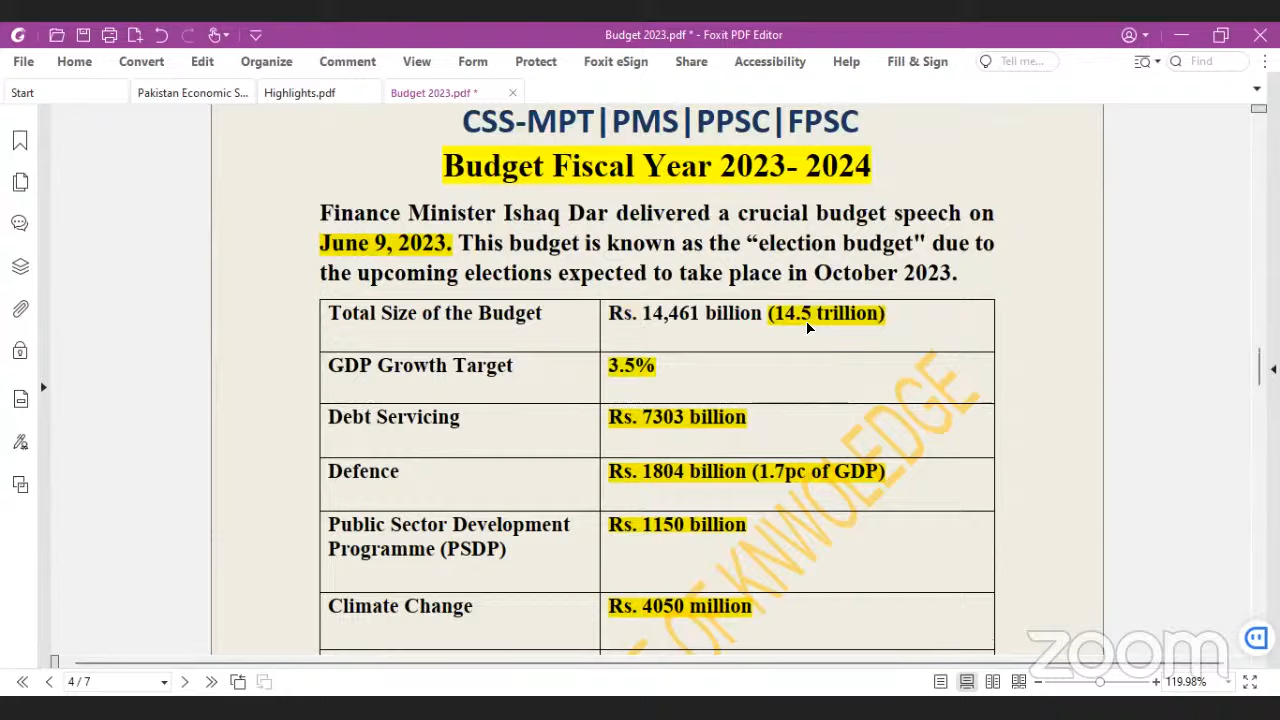 Budget 2023.pdf * - Foxit PDF Editor
File Home Convert Edit Organize Comment View Form Protect Foxit eSign Share Accessibility Help Fill & Sign Tell me... Find
Start Pakistan Economic S... Highlights.pdf Budget 2023.pdf *
CSS-MPT|PMS|PPSC|FPSC
Budget Fiscal Year 2023- 2024
Finance Minister Ishaq Dar delivered a crucial budget speech on
June 9, 2023. This budget is known as the “election budget" due to
the upcoming elections expected to take place in October 2023.
Total Size of the Budget Rs. 14,461 billion (14.5 trillion)
GDP Growth Target 3.5%
Debt Servicing Rs. 7303 billion
Defence Rs. 1804 billion (1.7pc of GDP)
Public Sector Development Rs. 1150 billion
Programme (PSDP)
Climate Change Rs. 4050 million
OF KNWOLEDGE
zoom
4 / 7 119.98%